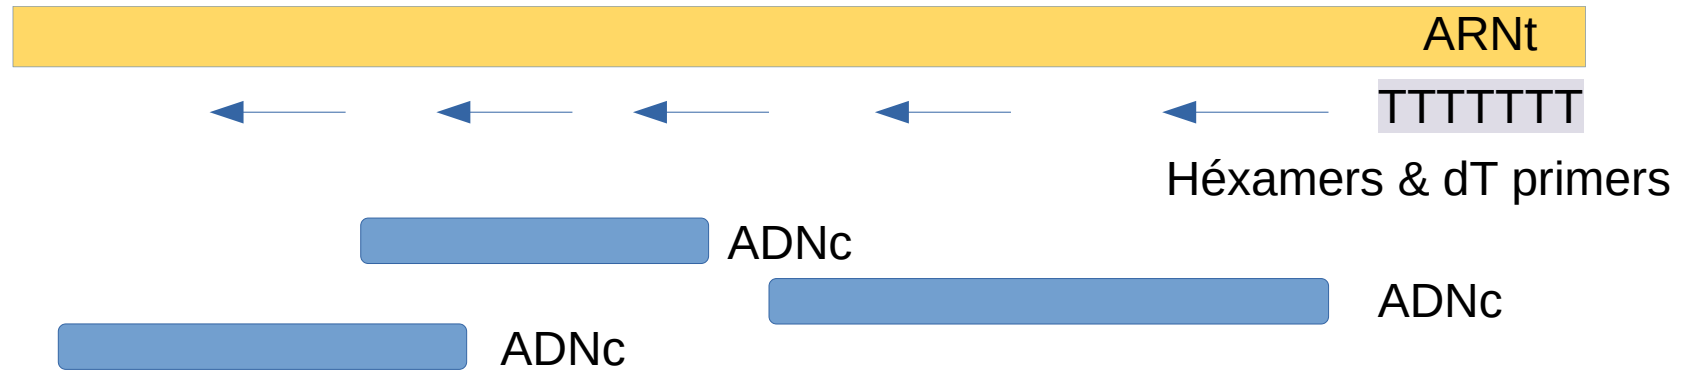 ARNt
TTTTTTT
Héxamers & dT primers
ADNc
ADNc
ADNc